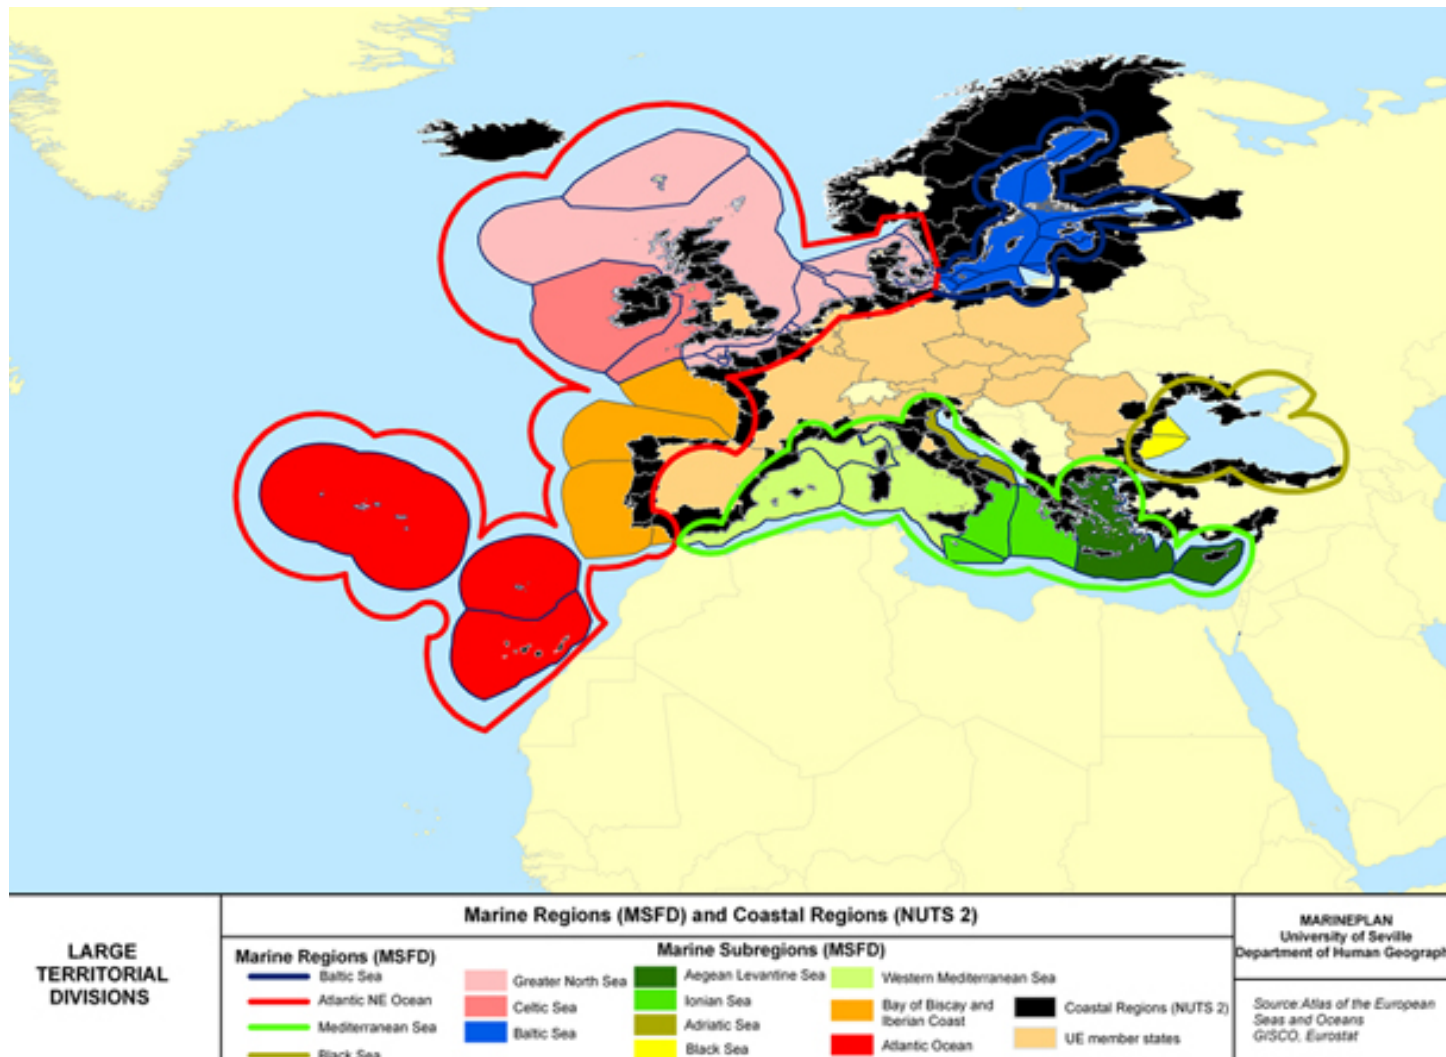 LARGE
TERRITORIAL
DIVISIONS
Marine Regions (MSFD) and Coastal Regions (NUTS 2)
Marine Regions (MSFD)
Baltic Sea
Atlantic NE Ocean
Mediterranean Sea
Black Sea
Marine Subregions (MSFD)
Greater North Sea
Celtic Sea
Baltic Sea
Aegean Levantine Sea
Ionian Sea
Adriatic Sea
Black Sea
Western Mediterranean Sea
Bay of Biscay and
Iberian Coast
Atlantic Ocean
Coastal Regions (NUTS 2)
UE member states
MARINEPLAN
University of Seville
Department of Human Geograph
Source:Atlas of the European
Seas and Oceans
GISCO, Eurostat